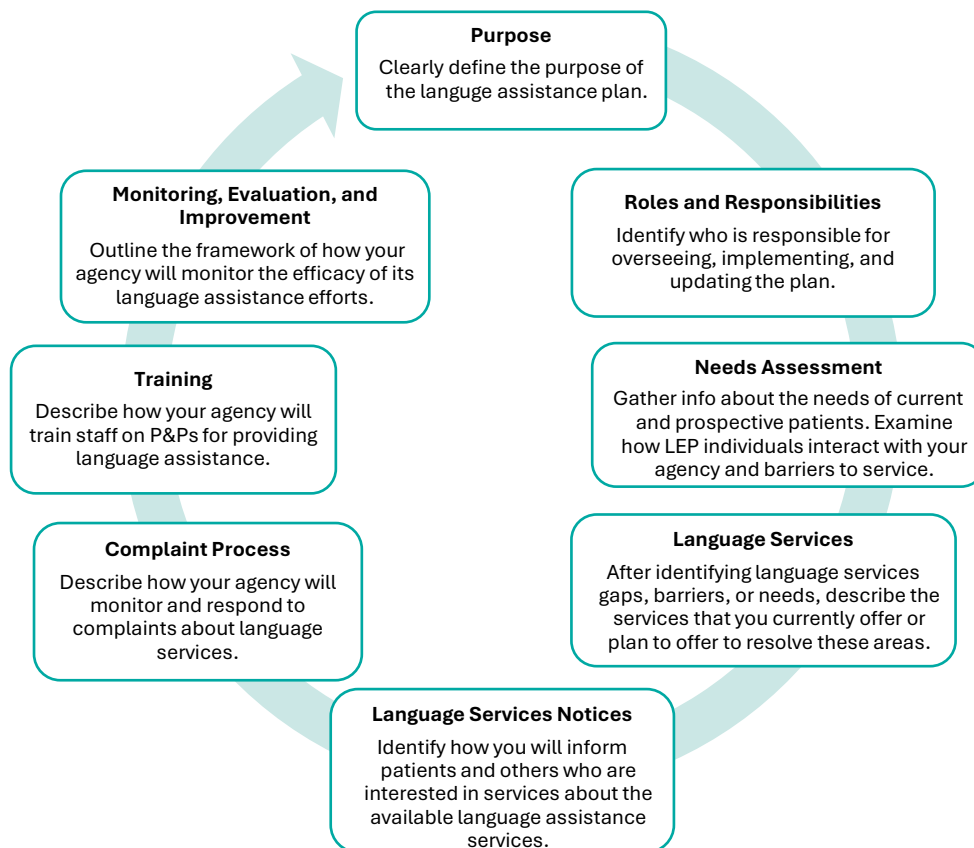 Purpose
Clearly define the purpose of
the languge assistance plan.
Roles and Responsibilities
Identify who is responsible for
overseeing, implementing, and
updating the plan.
Needs Assessment
Gather info about the needs of current
and prospective patients. Examine
how LEP individuals interact with your
agency and barriers to service.
Language Services
After identifying language services
gaps, barriers, or needs, describe the
services that you currently offer or
plan to offer to resolve these areas.
Language Services Notices
Identify how you will inform
patients and others who are
interested in services about the
available language assistance
services.
Complaint Process
Describe how your agency will
monitor and respond to
complaints about language
services.
Training
Describe how your agency will
train staff on P&Ps for providing
language assistance.
Monitoring, Evaluation, and
Improvement
Outline the framework of how your
agency will monitor the efficacy of its
language assistance efforts.